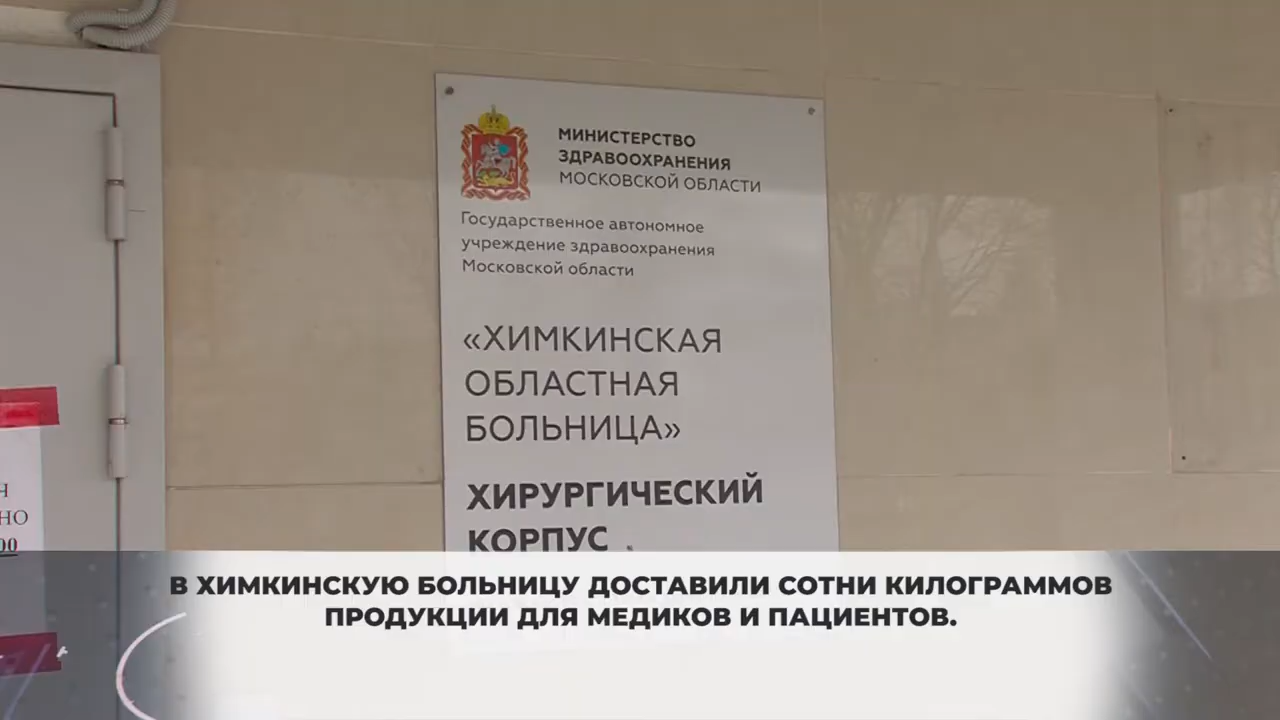 МИНИСТЕРСТВО
ЗДРАВООХРАНЕНИЯ
МОСКОВСКОЙ ОБЛАСТИ
Государственное автономное
учреждение здравоохранения
Московской области
«ХИМКИНСКАЯ
ОБЛАСТНАЯ
БОЛЬНИЦА»
ХИРУРГИЧЕСКИЙ
КОРПУС
В ХИМКИНСКУЮ БОЛЬНИЦУ ДОСТАВИЛИ СОТНИ КИЛОГРАММОВ
ПРОДУКЦИИ ДЛЯ МЕДИКОВ И ПАЦИЕНТОВ.